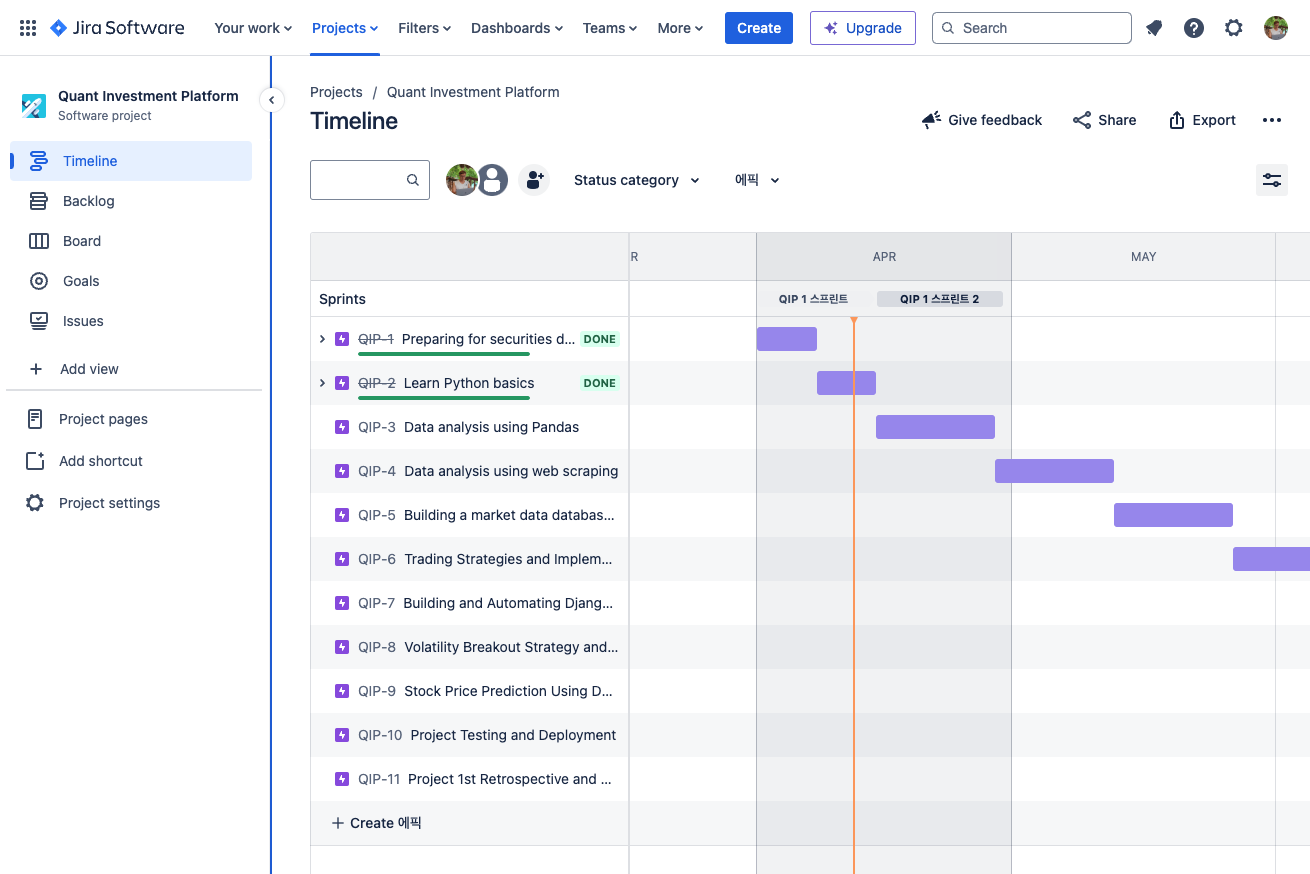 Jira Software
Your work
Projects
Filters
Dashboards
Teams
More
Create
Upgrade
Search
Quant Investment Platform
Software project
Timeline
Backlog
Board
Goals
Issues
Add view
Project pages
Add shortcut
Project settings
Projects / Quant Investment Platform
Timeline
Give feedback
Share
Export
Status category
에픽
R
APR
MAY
Sprints
QIP 1 스프린트
QIP 1 스프린트 2
QIP-1 Preparing for securities d... DONE
QIP-2 Learn Python basics DONE
QIP-3 Data analysis using Pandas
QIP-4 Data analysis using web scraping
QIP-5 Building a market data databas...
QIP-6 Trading Strategies and Implem...
QIP-7 Building and Automating Djang...
QIP-8 Volatility Breakout Strategy and...
QIP-9 Stock Price Prediction Using D...
QIP-10 Project Testing and Deployment
QIP-11 Project 1st Retrospective and ...
Create 에픽